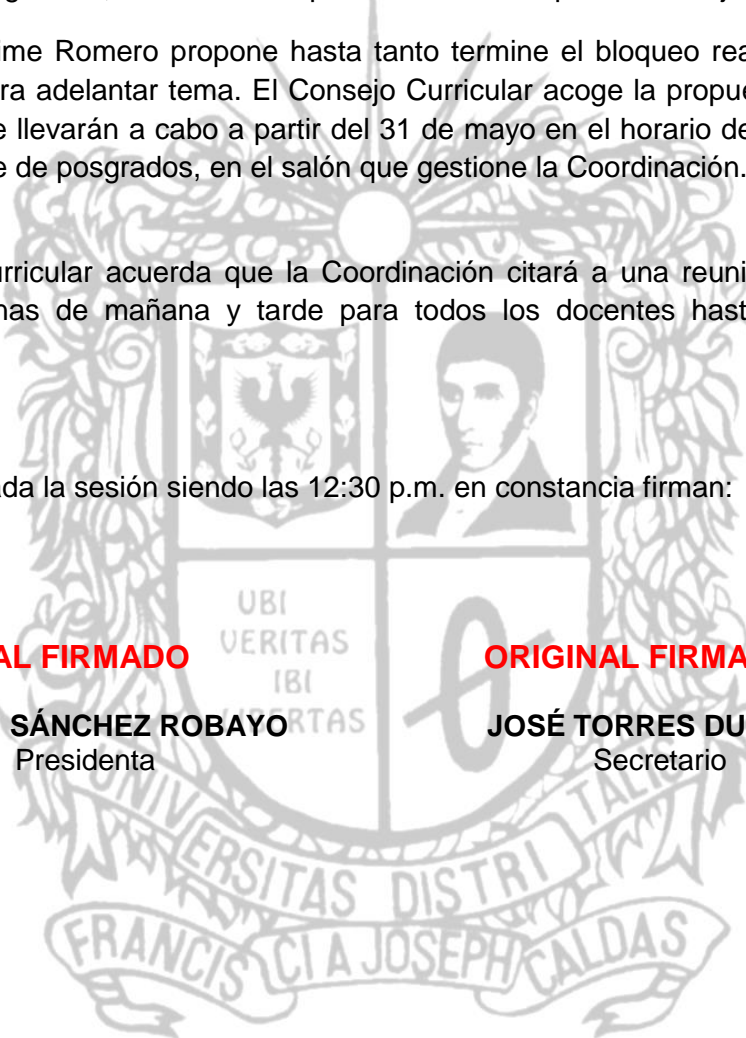 ime Romero propone hasta tanto termine el bloqueo rea
ra adelantar tema. El Consejo Curricular acoge la propue
e llevarán a cabo a partir del 31 de mayo en el horario de
e de posgrados, en el salón que gestione la Coordinación.
urricular acuerda que la Coordinación citará a una reuni
nas de mañana y tarde para todos los docentes hast
ada la sesión siendo las 12:30 p.m. en constancia firman:
UBI
VERITAS
IBI
LIBERTAS
AL FIRMADO ORIGINAL FIRMA
SÁNCHEZ ROBAYO JOSÉ TORRES DU
Presidenta Secretario
UNIVERSITAS DISTRITALIS
FRANCISCI A JOSEPH CALDAS